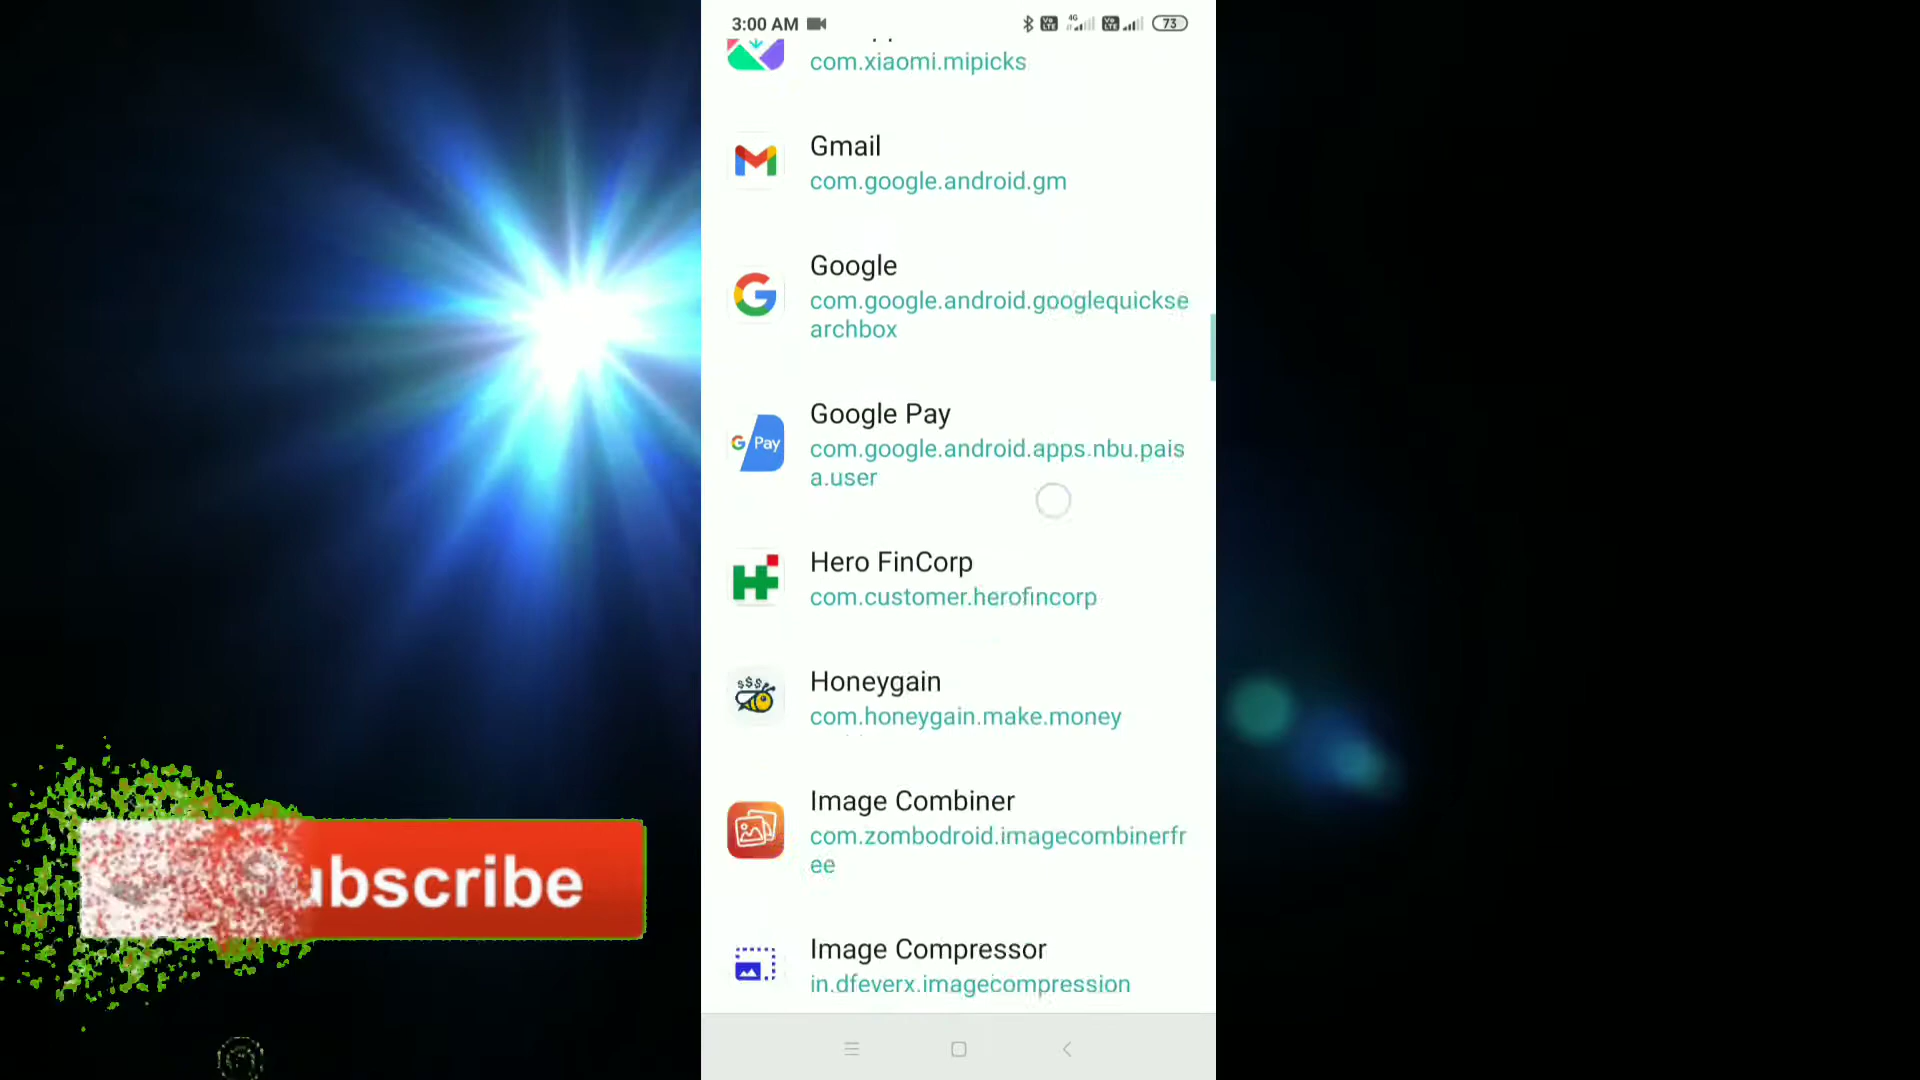 3:00 AM
73
com.xiaomi.mipicks
Gmail
com.google.android.gm
Google
com.google.android.googlequickse
archbox
Google Pay
G Pay
com.google.android.apps.nbu.pais
a.user
Hero FinCorp
com.customer.herofincorp
Honeygain
$$$
com.honeygain.make.money
Image Combiner
com.zombodroid.imagecombinerfr
ee
Image Compressor
in.dfeverx.imagecompression
Subscribe